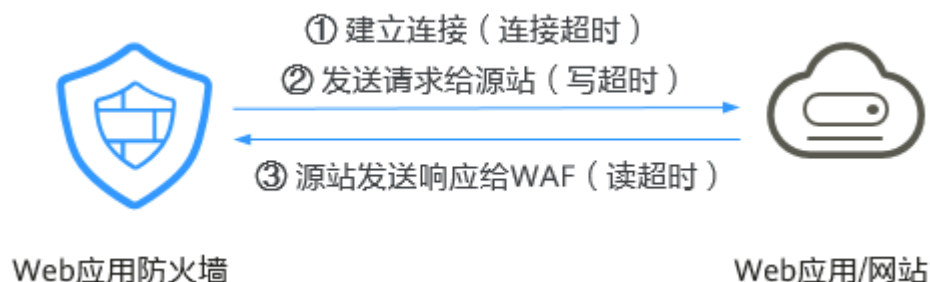 ① 建立连接（连接超时）
② 发送请求给源站（写超时）
③ 源站发送响应给WAF（读超时）
Web应用防火墙
Web应用/网站